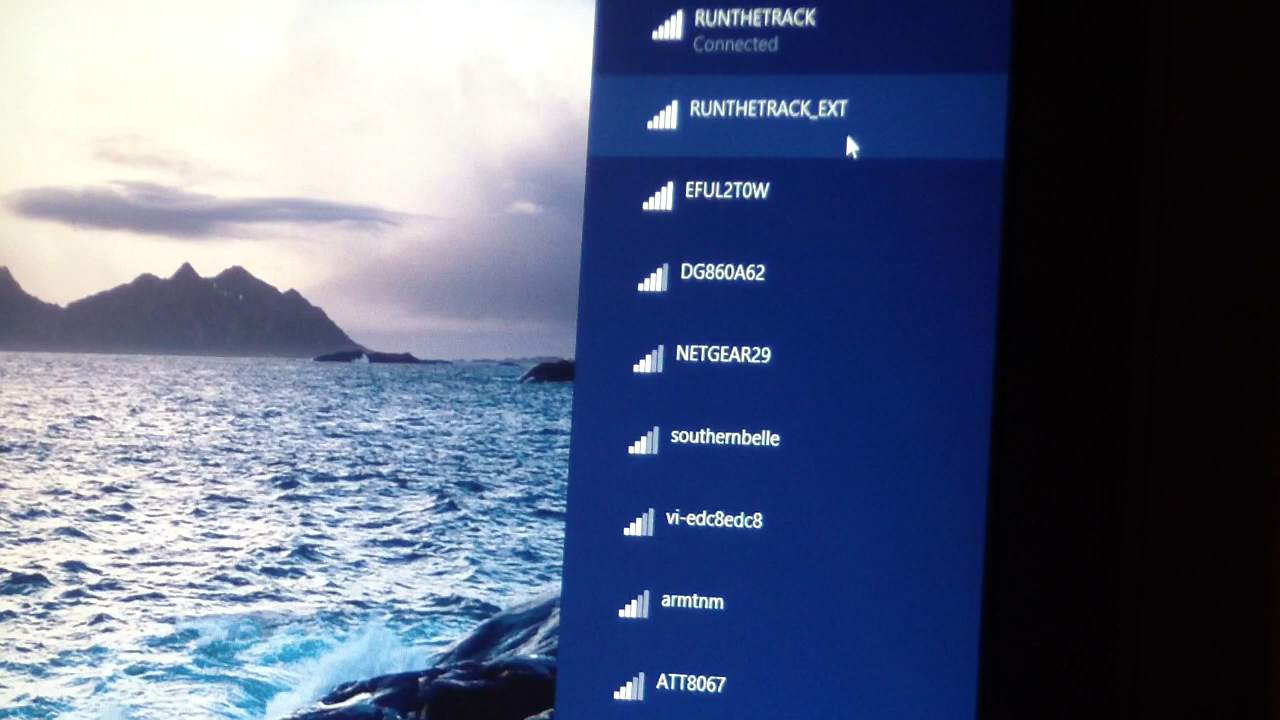 RUNTHETRACK
Connected
RUNTHETRACK_EXT
EFUL2T0W
DG860A62
NETGEAR29
southernbelle
vi-edc8edc8
armtnm
ATT8067